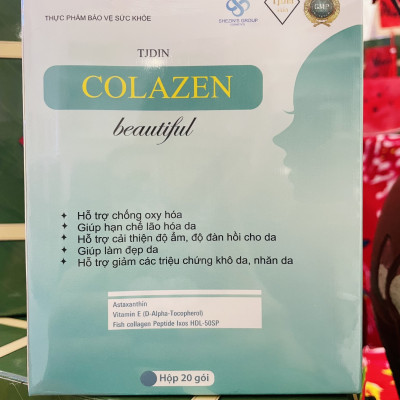 THỰC PHẨM BẢO VỆ SỨC KHỎE
GMP
TJDIN
COLAZEN
beautiful
Hỗ trợ chống oxy hóa
Giúp hạn chế lão hóa da
Hỗ trợ cải thiện độ ẩm, độ đàn hồi cho da
Giúp làm đẹp da
Hỗ trợ giảm các triệu chứng khô da, nhăn da
Astaxanthin
Vitamin E (D-Alpha-Tocopherol)
Fish collagen Peptide Ixos HDL-50SP
Hộp 20 gói